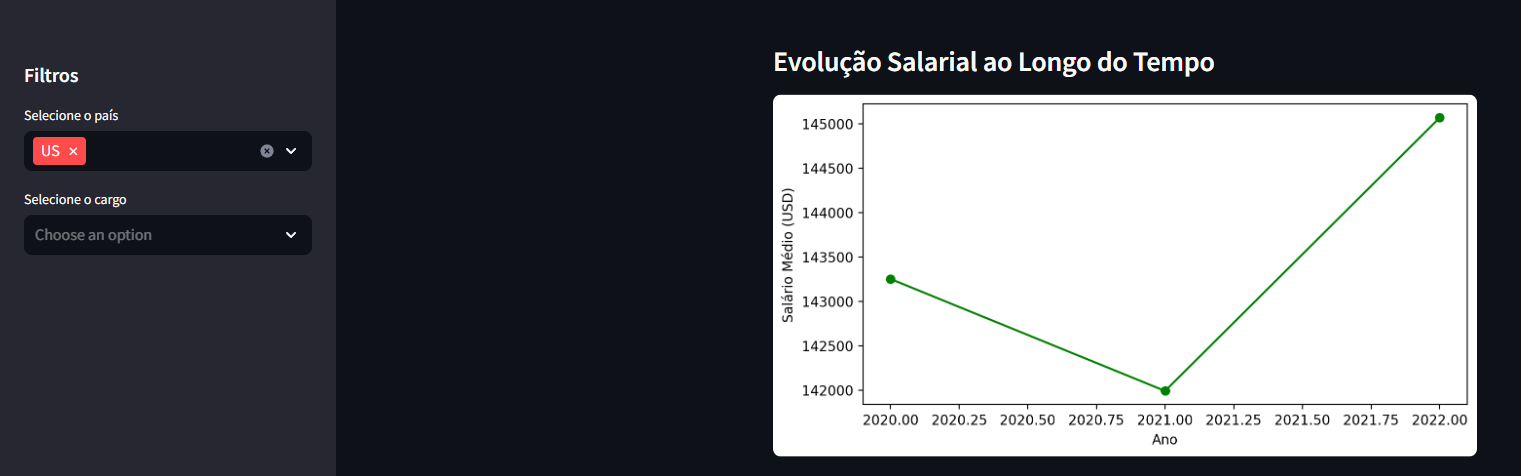 Filtros
Selecione o país
US
Selecione o cargo
Choose an option
Evolução Salarial ao Longo do Tempo
145000
144500
144000
143500
143000
142500
142000
Salário Médio (USD)
2020.00 2020.25 2020.50 2020.75 2021.00 2021.25 2021.50 2021.75 2022.00
Ano